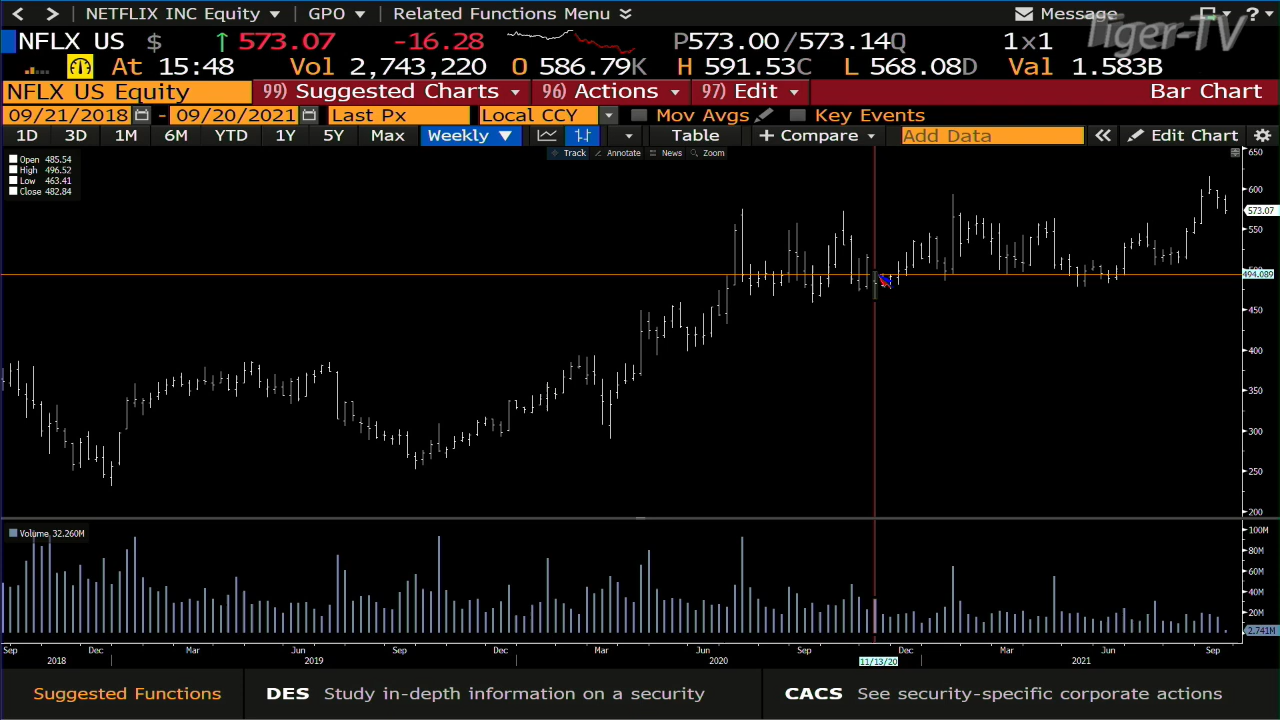 NETFLIX INC Equity GPO Related Functions Menu Message ?
Tiger-TV
NFLX US $ 573.07 -16.28 P573.00 /573.14Q 1×1
At 15:48 Vol 2,743,220 O 586.79K H 591.53C L 568.08D Val 1.583B
NFLX US Equity 99) Suggested Charts 96) Actions 97) Edit Bar Chart
09/21/2018 - 09/20/2021 Last Px Local CCY Mov Avgs Key Events
1D 3D 1M 6M YTD 1Y 5Y Max Weekly Table + Compare Add Data « Edit Chart
Track Annotate News Zoom
Open 485.54
High 496.52
Low 463.41
Close 482.84
650
600
573.07
550
500
494.089
450
400
350
300
250
200
Volume 32.260M
100M
80M
60M
40M
20M
2.741M
Sep Dec Mar Jun Sep Dec Mar Jun Sep Dec Mar Jun Sep
2018 2019 2020 11/13/20 2021
Suggested Functions DES Study in-depth information on a security CACS See security-specific corporate actions